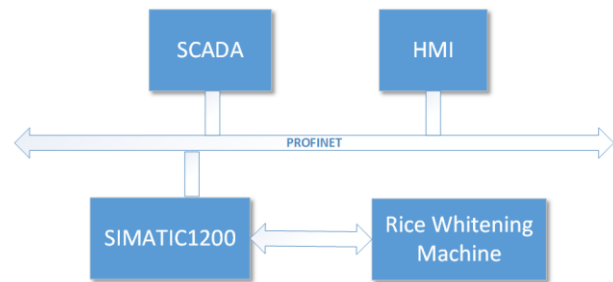 SCADA
HMI
PROFINET
SIMATIC1200
Rice Whitening
Machine